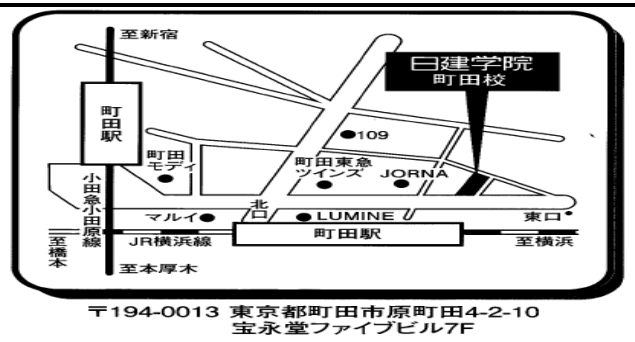 至新宿
日建学院
町田校
町田駅
109
町田
モディ
町田東急
ツインズ
JORNA
小田急小田原線
北口
マルイ
LUMINE
東口
町田駅
JR横浜線
至橋本
至横浜
至本厚木
〒194-0013 東京都町田市原町田4-2-10
宝永堂ファイブビル7F